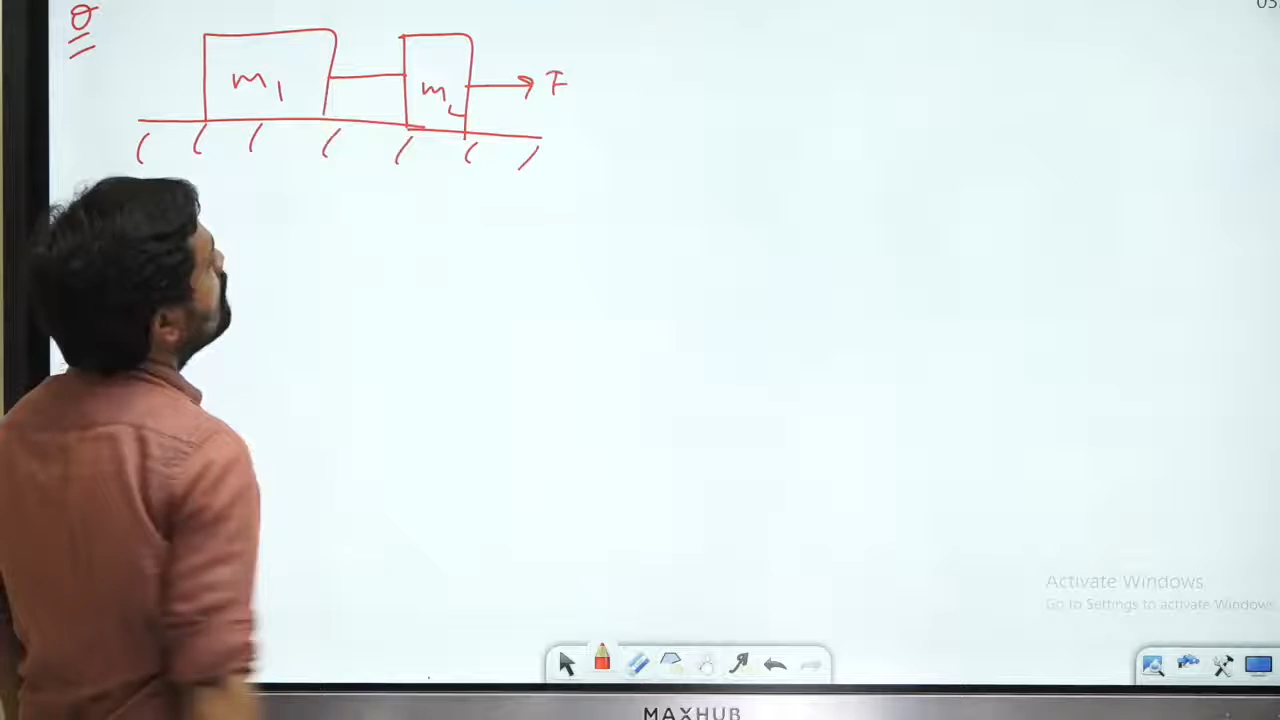 Q
m1 m2 F
Activate Windows
Go to Settings to activate Windows.
MAXHUB